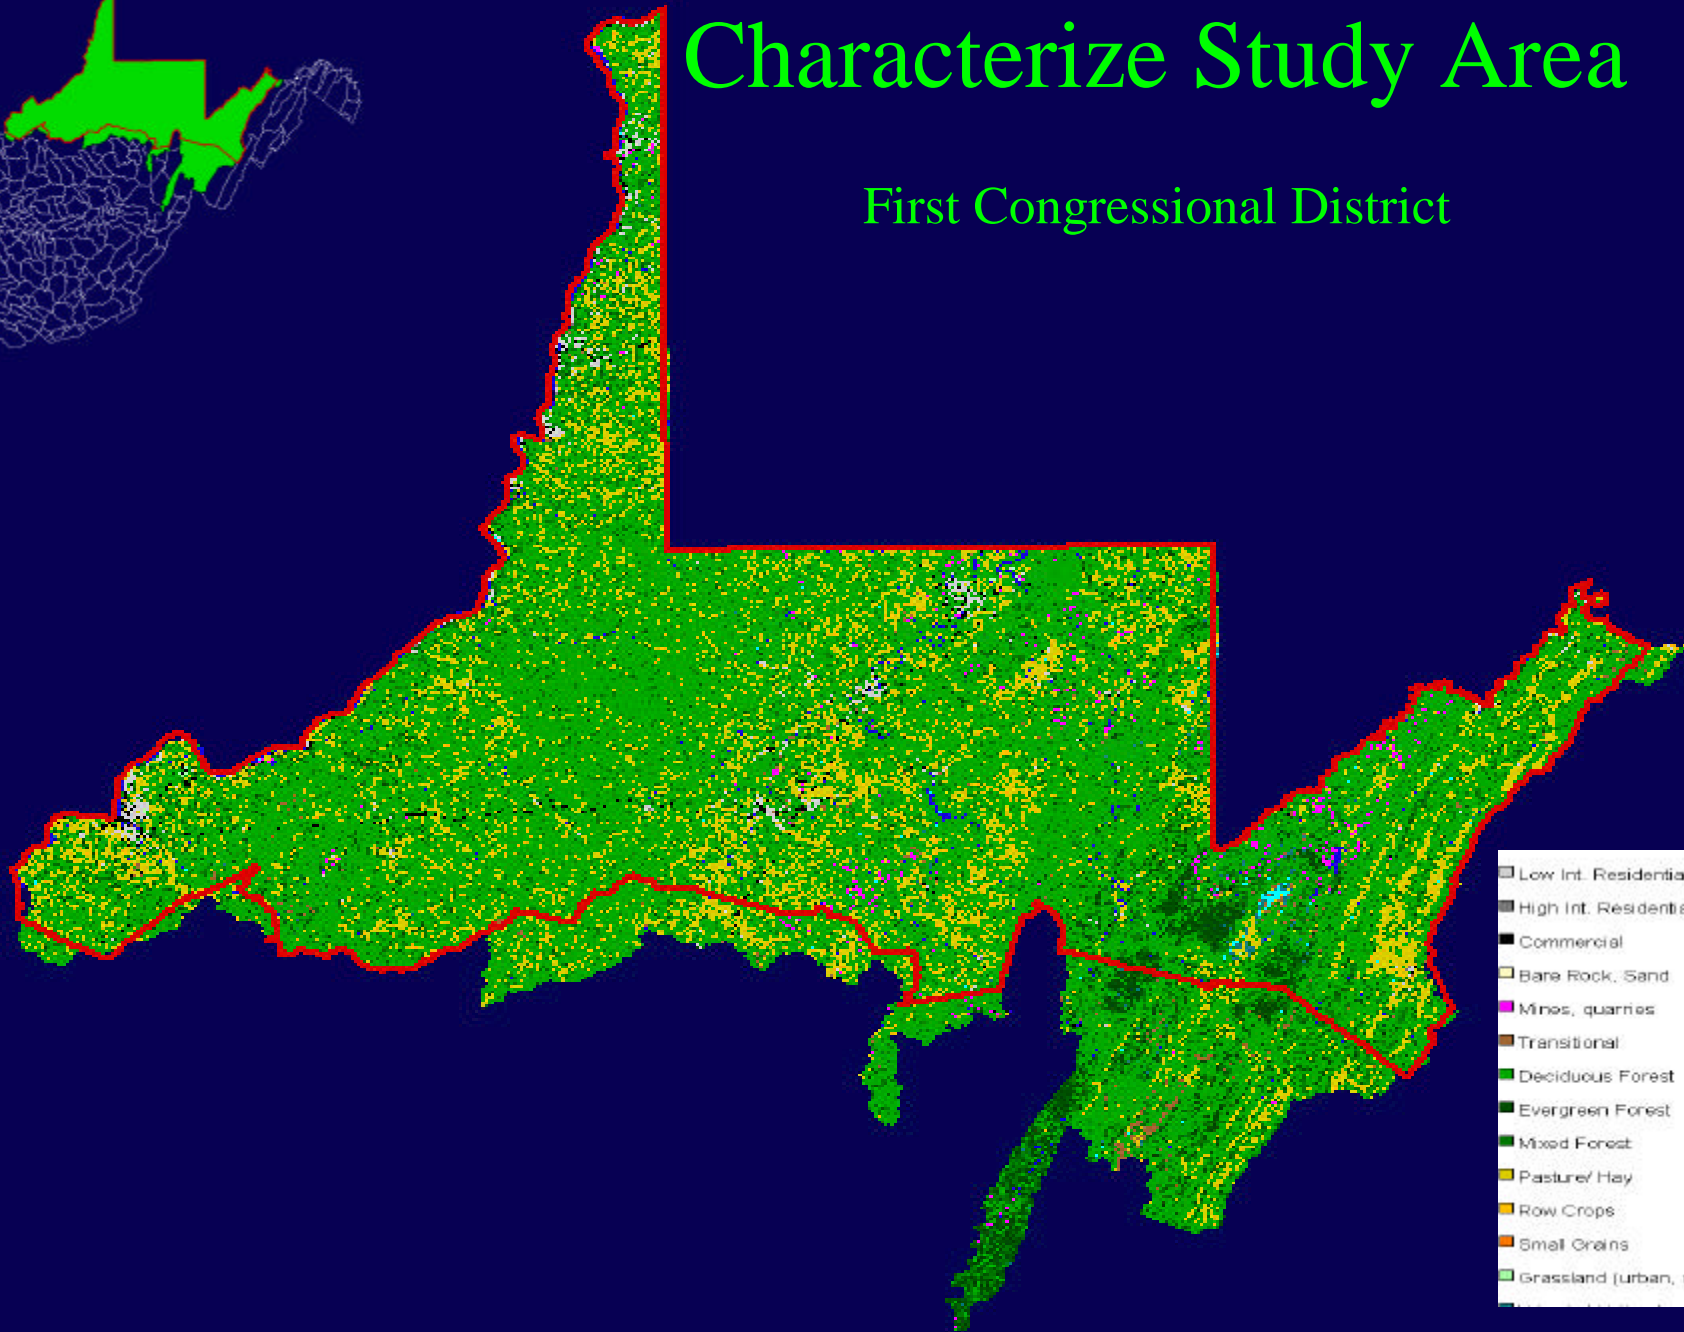 Characterize Study Area
First Congressional District
Low Int. Residentia
High Int. Residentia
Commercial
Bare Rock, Sand
Mines, quarries
Transitional
Deciduous Forest
Evergreen Forest
Mixed Forest
Pasture/ Hay
Row Crops
Small Grains
Grassland (urban,